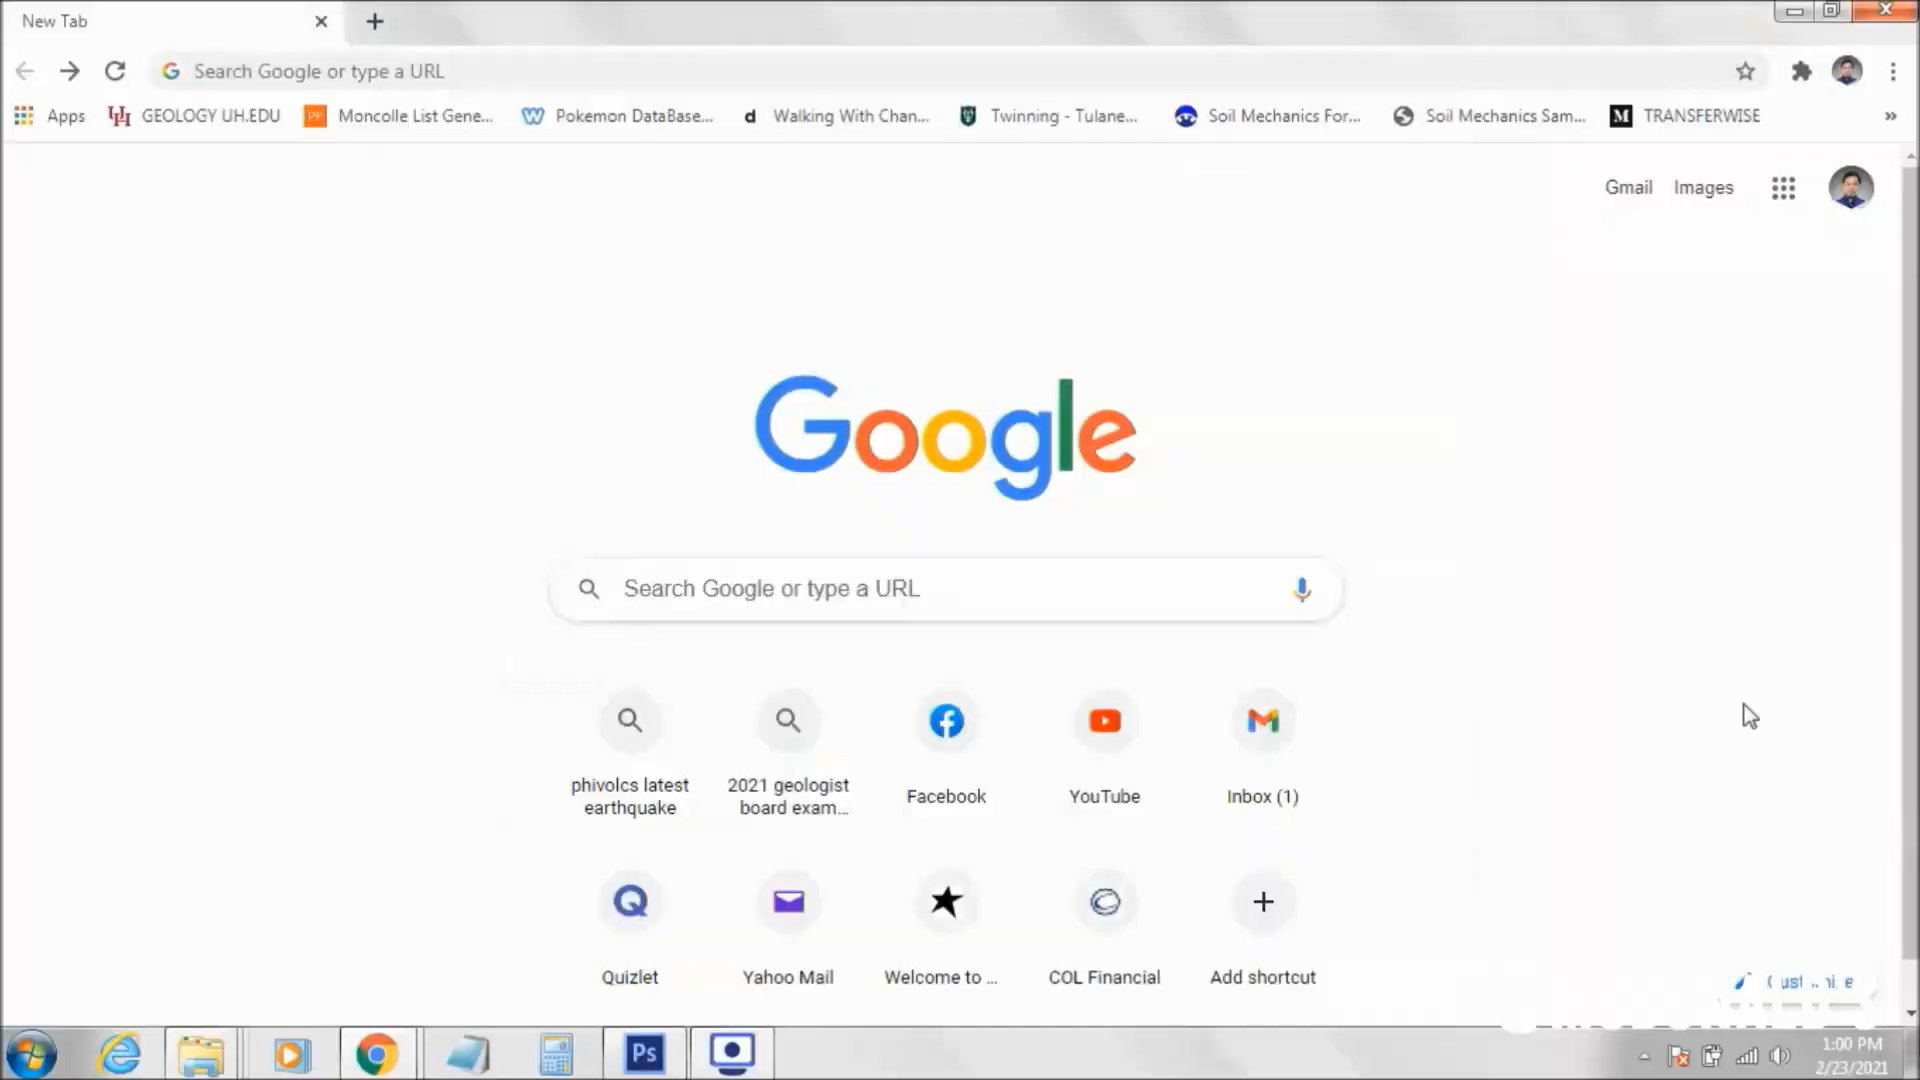 New Tab
Search Google or type a URL
Apps
GEOLOGY UH.EDU
Moncolle List Gene...
Pokemon DataBase...
Walking With Chan...
Twinning - Tulane...
Soil Mechanics For...
Soil Mechanics Sam...
TRANSFERWISE
»
Gmail
Images
Google
Search Google or type a URL
phivolcs latest
earthquake
2021 geologist
board exam...
Facebook
YouTube
Inbox (1)
Quizlet
Yahoo Mail
Welcome to ...
COL Financial
Add shortcut
Ps
1:00 PM
2/23/2021